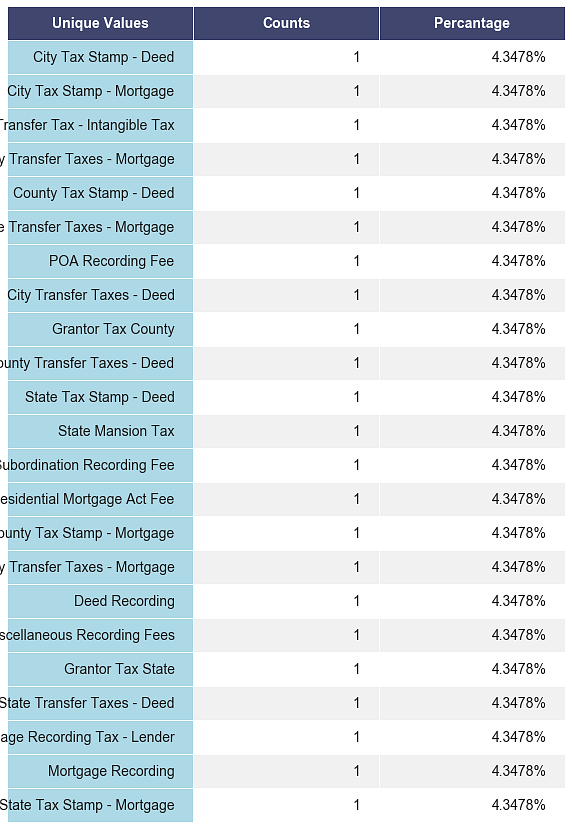 Unique Values Counts Percantage
City Tax Stamp - Deed 1 4.3478%
City Tax Stamp - Mortgage 1 4.3478%
Transfer Tax - Intangible Tax 1 4.3478%
y Transfer Taxes - Mortgage 1 4.3478%
County Tax Stamp - Deed 1 4.3478%
e Transfer Taxes - Mortgage 1 4.3478%
POA Recording Fee 1 4.3478%
City Transfer Taxes - Deed 1 4.3478%
Grantor Tax County 1 4.3478%
ounty Transfer Taxes - Deed 1 4.3478%
State Tax Stamp - Deed 1 4.3478%
State Mansion Tax 1 4.3478%
Subordination Recording Fee 1 4.3478%
esidential Mortgage Act Fee 1 4.3478%
ounty Tax Stamp - Mortgage 1 4.3478%
y Transfer Taxes - Mortgage 1 4.3478%
Deed Recording 1 4.3478%
scellaneous Recording Fees 1 4.3478%
Grantor Tax State 1 4.3478%
State Transfer Taxes - Deed 1 4.3478%
age Recording Tax - Lender 1 4.3478%
Mortgage Recording 1 4.3478%
State Tax Stamp - Mortgage 1 4.3478%